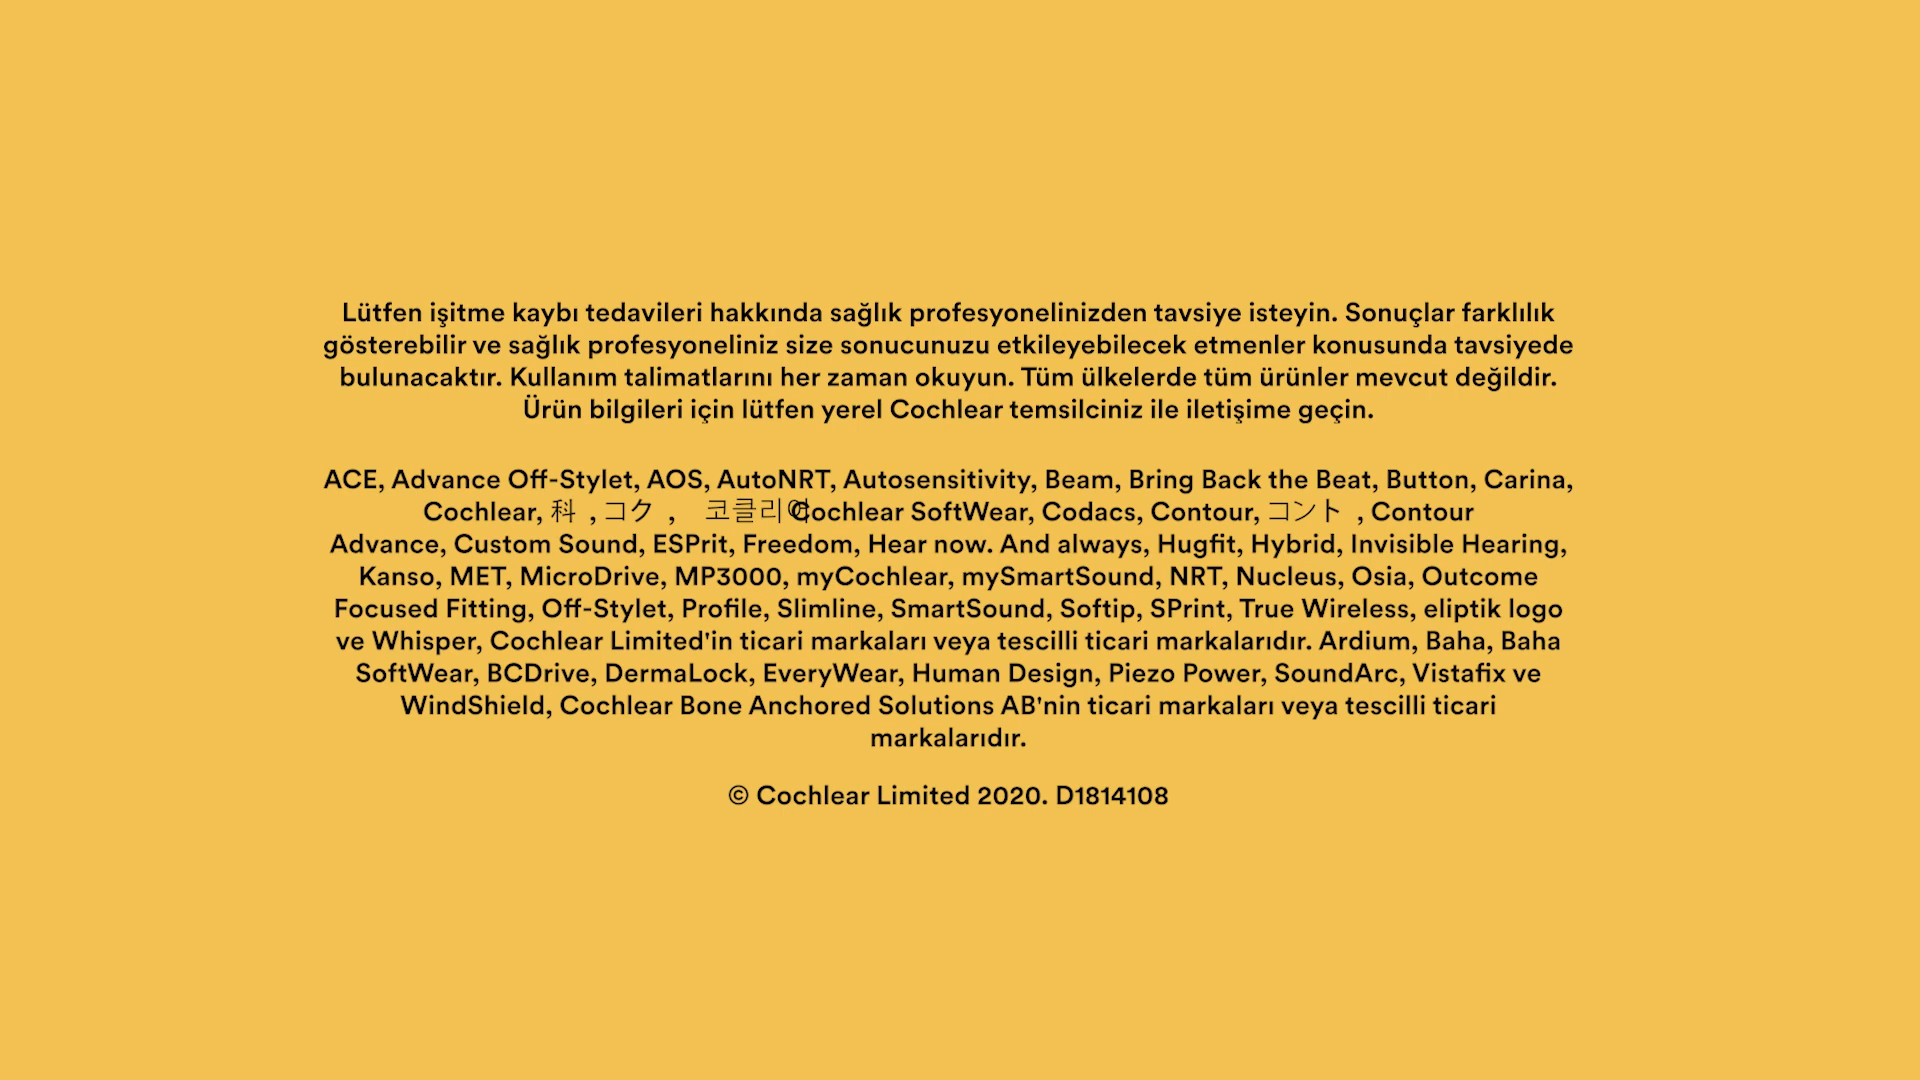 Lütfen işitme kaybı tedavileri hakkında sağlık profesyonelinizden tavsiye isteyin. Sonuçlar farklılık
gösterebilir ve sağlık profesyoneliniz size sonucunuzu etkileyebilecek etmenler konusunda tavsiyede
bulunacaktır. Kullanım talimatlarını her zaman okuyun. Tüm ülkelerde tüm ürünler mevcut değildir.
Ürün bilgileri için lütfen yerel Cochlear temsilciniz ile iletişime geçin.
ACE, Advance Off-Stylet, AOS, AutoNRT, Autosensitivity, Beam, Bring Back the Beat, Button, Carina,
Cochlear, 科 , コク , 코클리어 Cochlear SoftWear, Codacs, Contour, コント , Contour
Advance, Custom Sound, ESPrit, Freedom, Hear now. And always, Hugfit, Hybrid, Invisible Hearing,
Kanso, MET, MicroDrive, MP3000, myCochlear, mySmartSound, NRT, Nucleus, Osia, Outcome
Focused Fitting, Off-Stylet, Profile, Slimline, SmartSound, Softip, SPrint, True Wireless, eliptik logo
ve Whisper, Cochlear Limited'in ticari markaları veya tescilli ticari markalarıdır. Ardium, Baha, Baha
SoftWear, BCDrive, DermaLock, EveryWear, Human Design, Piezo Power, SoundArc, Vistafix ve
WindShield, Cochlear Bone Anchored Solutions AB'nin ticari markaları veya tescilli ticari
markalarıdır.
© Cochlear Limited 2020. D1814108